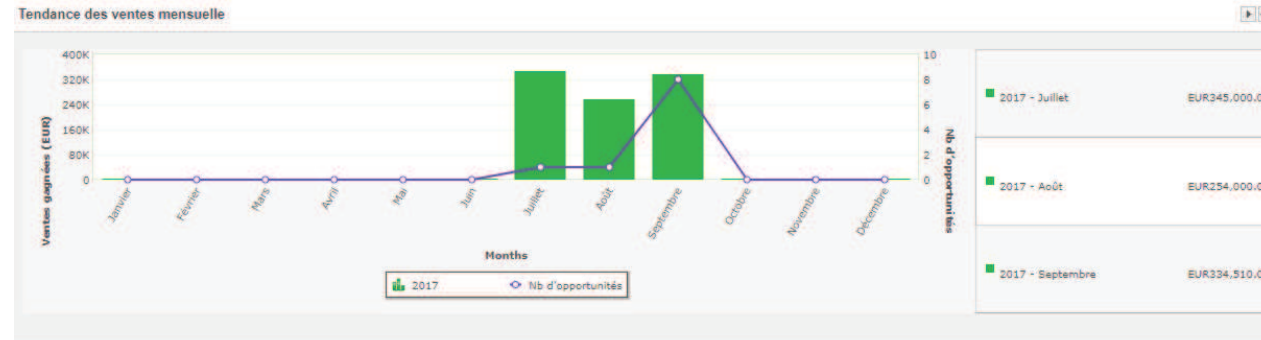 Tendance des ventes mensuelle
400K
320K
240K
160K
80K
0
Ventes gagnées (EUR)
10
8
6
4
2
0
Nb d'opportunités
Janvier
Février
Mars
Avril
Mai
Juin
Juillet
Août
Septembre
Octobre
Novembre
Décembre
Months
2017
Nb d'opportunités
2017 - Juillet EUR345,000.0
2017 - Août EUR254,000.0
2017 - Septembre EUR334,510.0